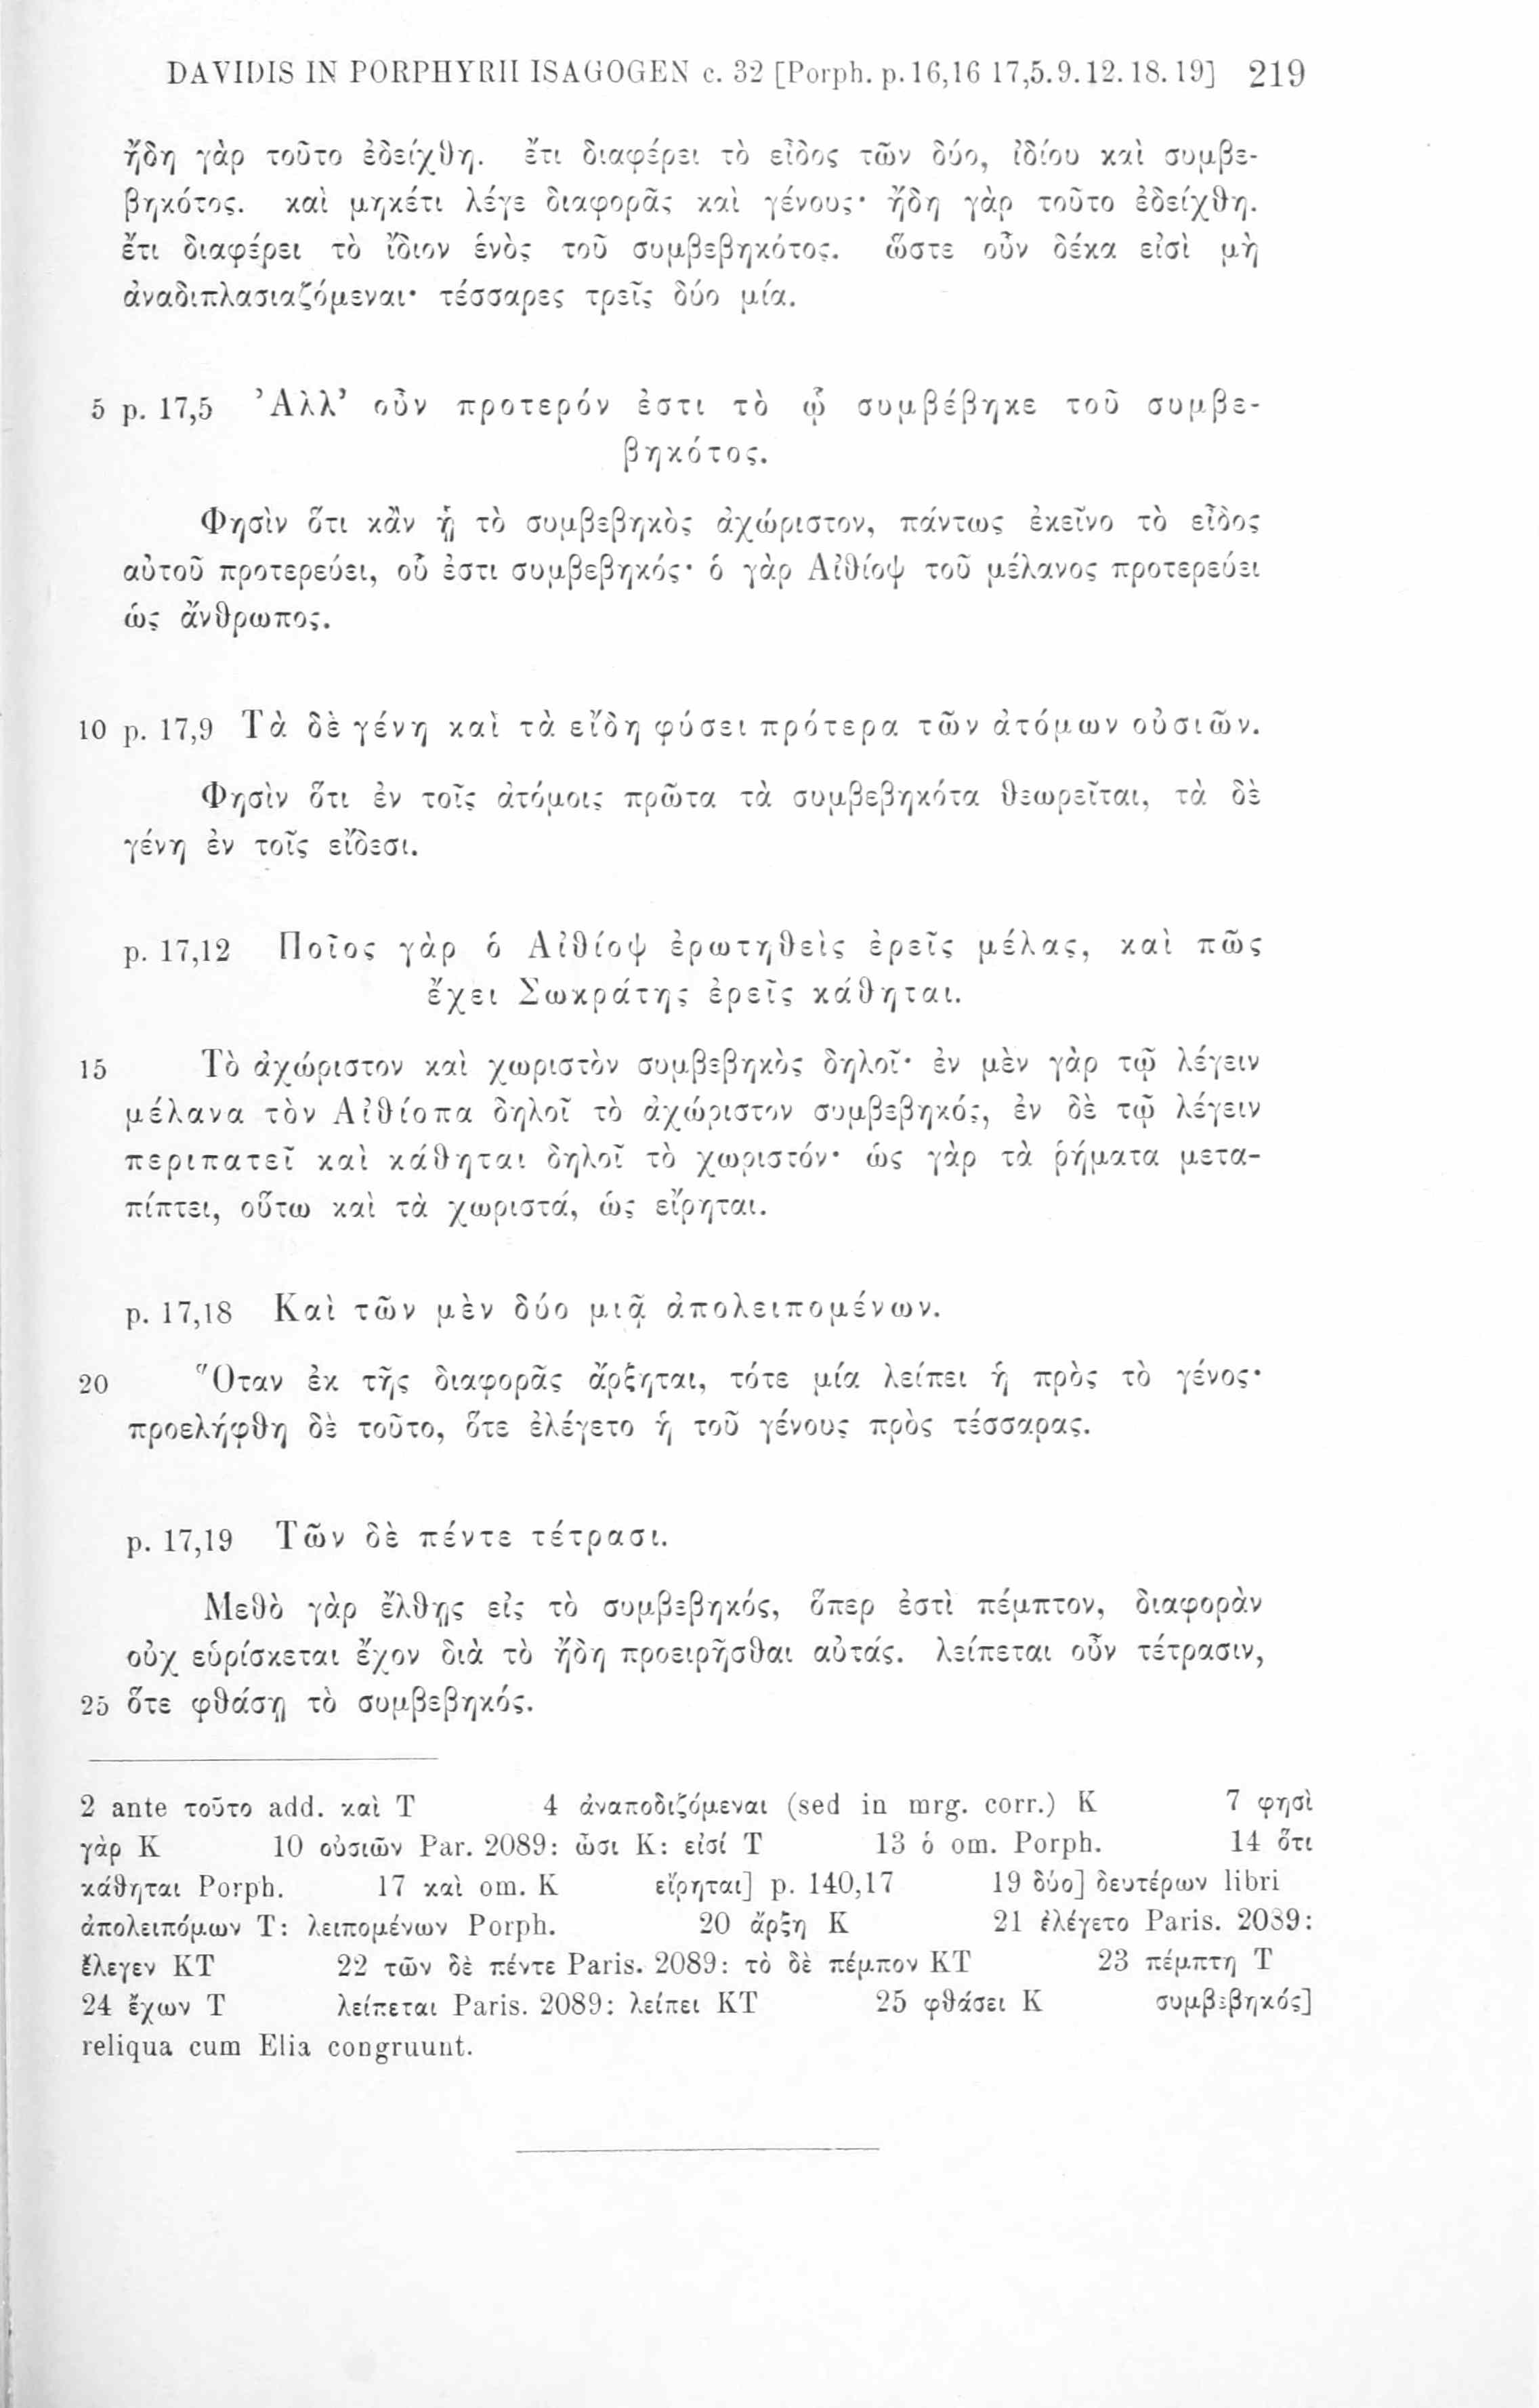 DAVIDIS IN PORPHYRII ISAGOGEN c. 32 [Porph. p. 16,16 17,5.9.12.18.19] 219
ἤδη γὰρ τοῦτο ἐδείχθη. ἔτι διαφέρει τὸ εἶδος τῶν δύο, ἰδίου καὶ συμβε-
βηκότος. καὶ μηκέτι λέγε διαφορᾶς καὶ γένους· ἤδη γὰρ τοῦτο ἐδείχθη.
ἔτι διαφέρει τὸ ἴδιον ἑνὸς τοῦ συμβεβηκότος. ὥστε οὖν δέκα εἰσὶ μὴ
ἀναδιπλασιαζόμεναι· τέσσαρες τρεῖς δύο μία.
5 p. 17,5 Ἀλλ’ οὖν προτερόν ἐστι τὸ ᾧ συμβέβηκε τοῦ συμβε-
βηκότος.
Φησὶν ὅτι κἂν ᾖ τὸ συμβεβηκὸς ἀχώριστον, πάντως ἐκεῖνο τὸ εἶδος
αὐτοῦ προτερεύει, οὗ ἐστι συμβεβηκός· ὁ γὰρ Αἰθίοψ τοῦ μέλανος προτερεύει
ὡς ἄνθρωπος.
10 p. 17,9 Τὰ δὲ γένη καὶ τὰ εἴδη φύσει πρότερα τῶν ἀτόμων οὐσιῶν.
Φησὶν ὅτι ἐν τοῖς ἀτόμοις πρῶτα τὰ συμβεβηκότα θεωρεῖται, τὰ δὲ
γένη ἐν τοῖς εἴδεσι.
p. 17,12 Ποῖος γὰρ ὁ Αἰθίοψ ἐρωτηθεὶς ἐρεῖς μέλας, καὶ πῶς
ἔχει Σωκράτης ἐρεῖς κάθηται.
15 Τὸ ἀχώριστον καὶ χωριστὸν συμβεβηκὸς δηλοῖ· ἐν μὲν γὰρ τῷ λέγειν
μέλανα τὸν Αἰθίοπα δηλοῖ τὸ ἀχώριστον συμβεβηκός, ἐν δὲ τῷ λέγειν
περιπατεῖ καὶ κάθηται δηλοῖ τὸ χωριστόν· ὡς γὰρ τὰ ῥήματα μετα-
πίπτει, οὕτω καὶ τὰ χωριστά, ὡς εἴρηται.
p. 17,18 Καὶ τῶν μὲν δύο μιᾷ ἀπολειπομένων.
20 Ὅταν ἐκ τῆς διαφορᾶς ἄρξηται, τότε μία λείπει ἡ πρὸς τὸ γένος·
προελήφθη δὲ τοῦτο, ὅτε ἐλέγετο ἡ τοῦ γένους πρὸς τέσσαρας.
p. 17,19 Τῶν δὲ πέντε τέτρασι.
Μεθὸ γὰρ ἔλθῃς εἰς τὸ συμβεβηκός, ὅπερ ἐστὶ πέμπτον, διαφορὰν
οὐχ εὑρίσκεται ἔχον διὰ τὸ ἤδη προειρῆσθαι αὐτάς. λείπεται οὖν τέτρασιν,
25 ὅτε φθάσῃ τὸ συμβεβηκός.
2 ante τοῦτο add. καὶ T 4 ἀναποδιζόμεναι (sed in mrg. corr.) K 7 φησὶ
γὰρ K 10 οὐσιῶν Par. 2089: ὦσι K: εἰσί T 13 ὁ om. Porph. 14 ὅτι
κάθηται Porph. 17 καὶ om. K εἴρηται] p. 140,17 19 δύο] δευτέρων libri
ἀπολειπόμων T: λειπομένων Porph. 20 ἄρξη K 21 ἐλέγετο Paris. 2089:
ἔλεγεν KT 22 τῶν δὲ πέντε Paris. 2089: τὸ δὲ πέμπον KT 23 πέμπτη T
24 ἔχων T λείπεται Paris. 2089: λείπει KT 25 φθάσει K συμβεβηκός]
reliqua cum Elia congruunt.